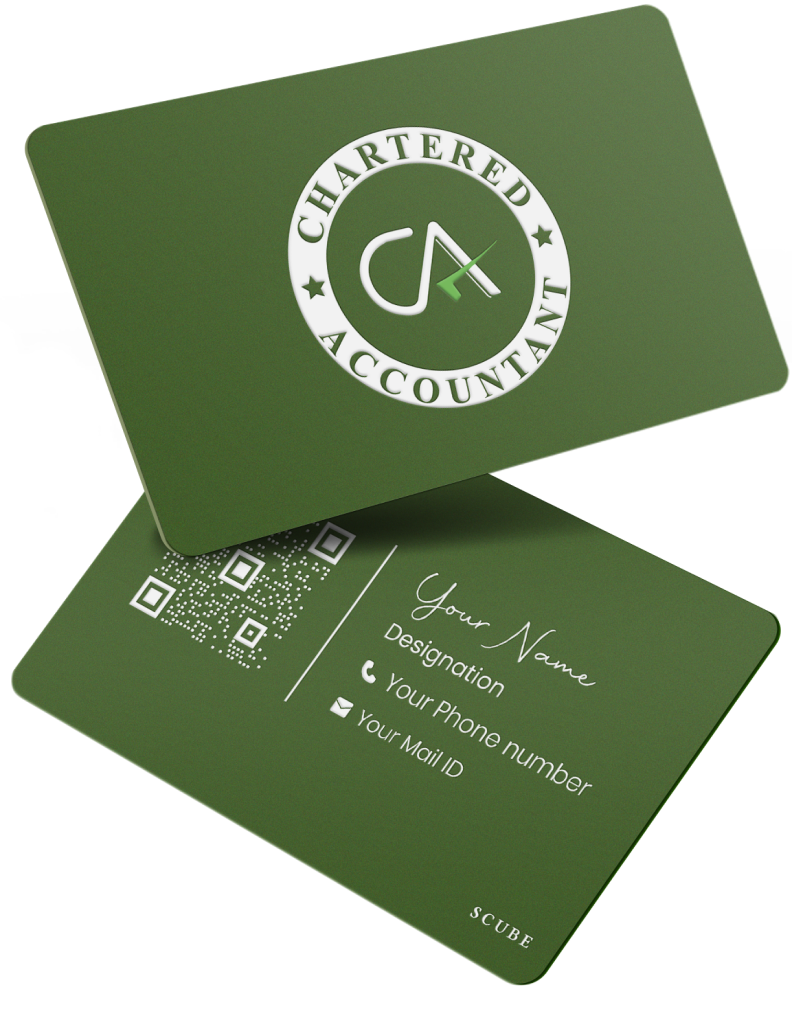 CHARTERED
CA
ACCOUNTANT
Your Name
Designation
Your Phone number
Your Mail ID
SCUBE